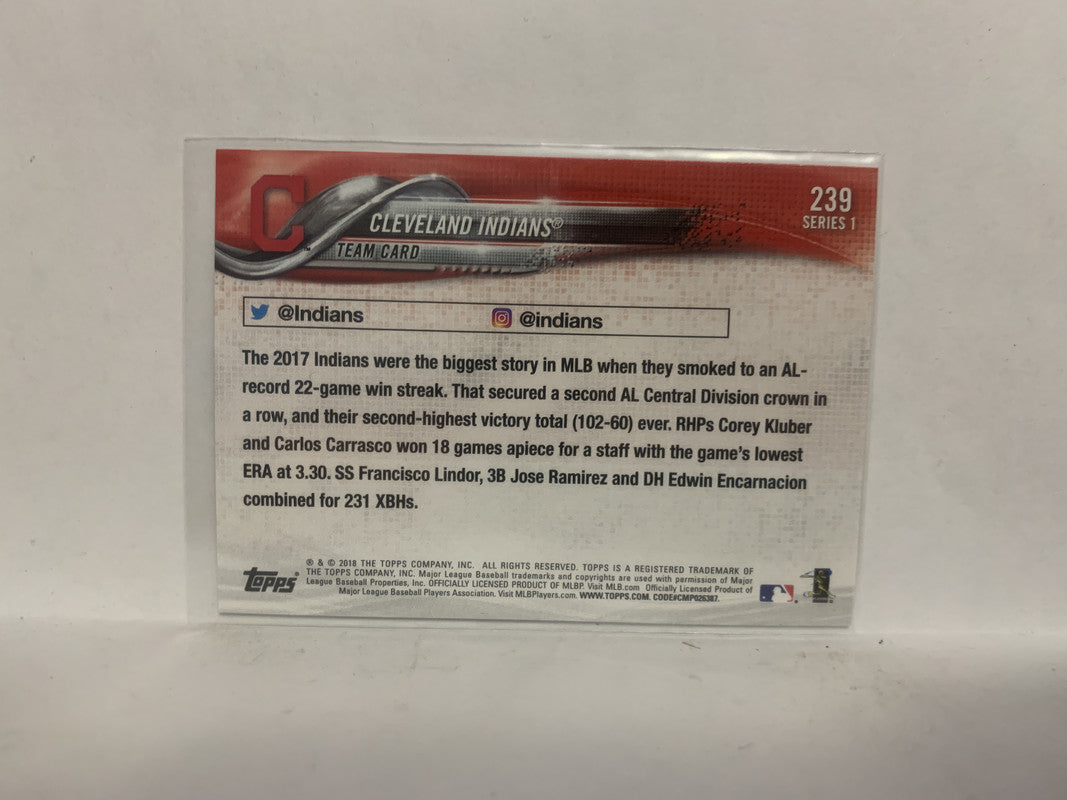 C
CLEVELAND INDIANS®
TEAM CARD
239
SERIES 1
@Indians @indians
The 2017 Indians were the biggest story in MLB when they smoked to an AL-
record 22-game win streak. That secured a second AL Central Division crown in
a row, and their second-highest victory total (102-60) ever. RHPs Corey Kluber
and Carlos Carrasco won 18 games apiece for a staff with the game's lowest
ERA at 3.30. SS Francisco Lindor, 3B Jose Ramirez and DH Edwin Encarnacion
combined for 231 XBHs.
topps
® & © 2018 THE TOPPS COMPANY, INC. ALL RIGHTS RESERVED. TOPPS IS A REGISTERED TRADEMARK OF
THE TOPPS COMPANY, INC. Major League Baseball trademarks and copyrights are used with permission of Major
League Baseball Properties, Inc. OFFICIALLY LICENSED PRODUCT OF MLBP. Visit MLB.com Officially Licensed Product of
Major League Baseball Players Association. Visit MLBPlayers.com. WWW.TOPPS.COM. CODE#CMP026387.